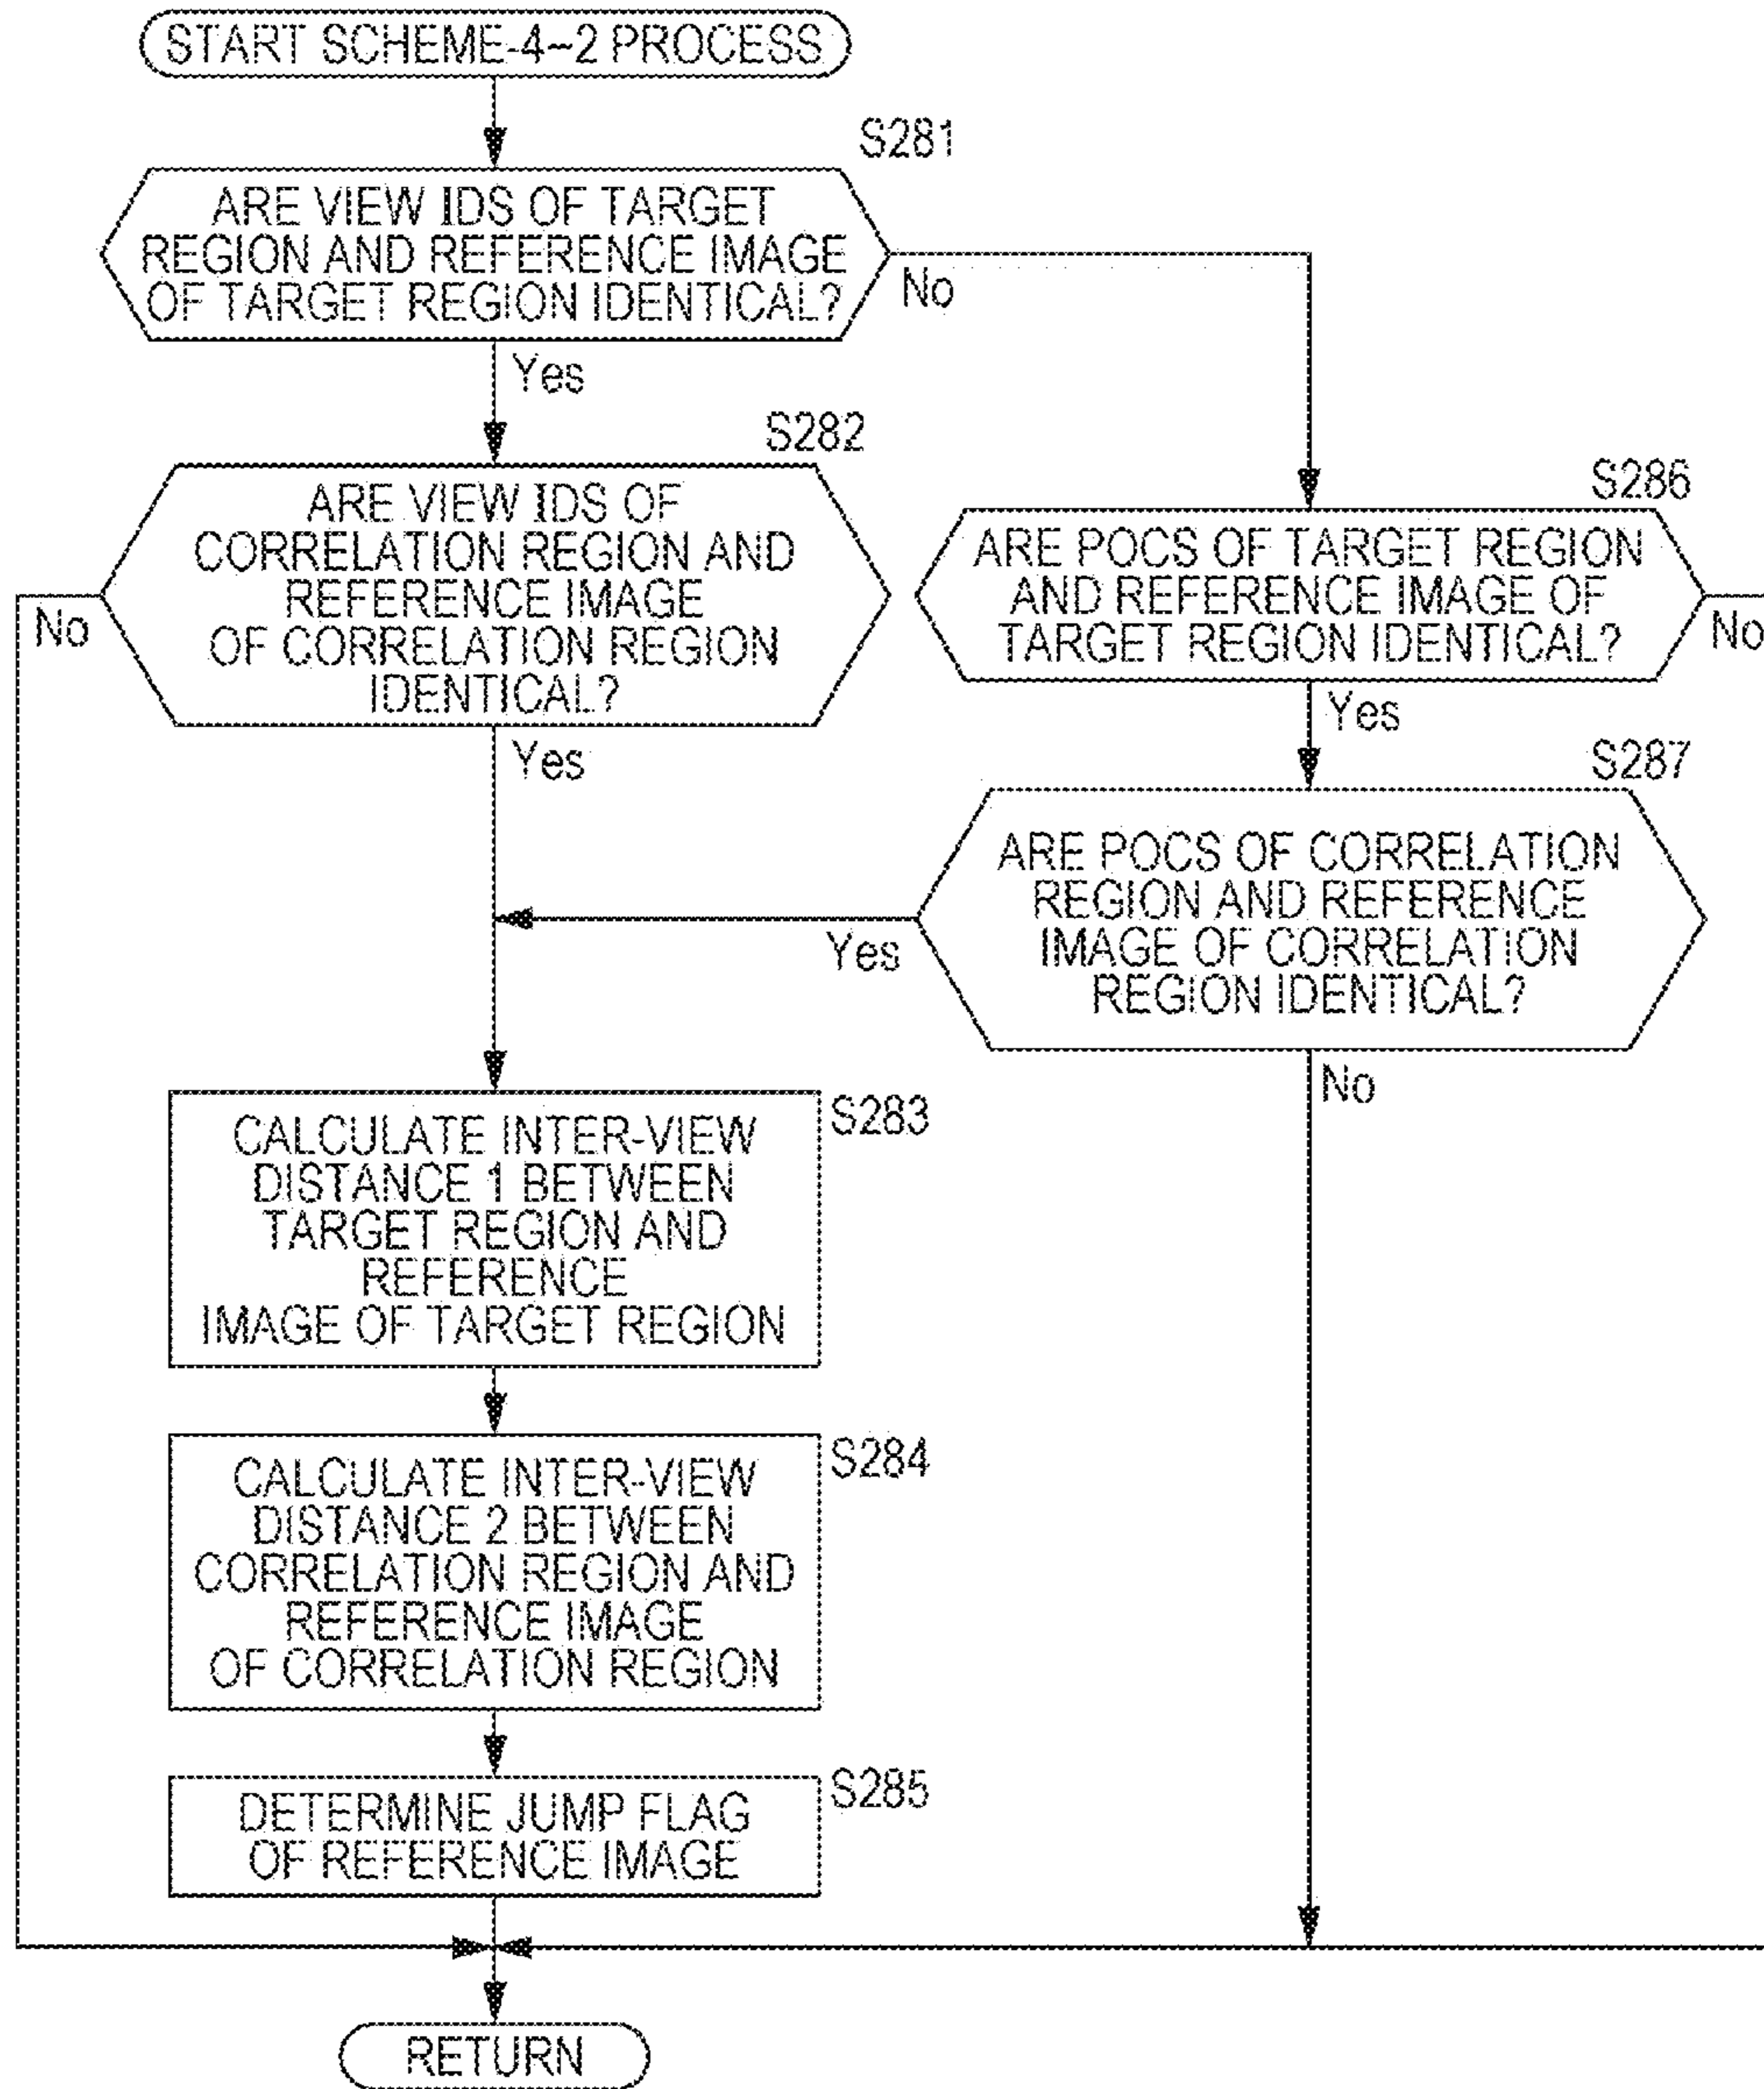 START SCHEME-4-2 PROCESS
S281
ARE VIEW IDS OF TARGET
REGION AND REFERENCE IMAGE
OF TARGET REGION IDENTICAL?
No
Yes
S282
ARE VIEW IDS OF
CORRELATION REGION AND
REFERENCE IMAGE
OF CORRELATION REGION
IDENTICAL?
No
Yes
S286
ARE POCS OF TARGET REGION
AND REFERENCE IMAGE OF
TARGET REGION IDENTICAL?
No
Yes
S287
ARE POCS OF CORRELATION
REGION AND REFERENCE
IMAGE OF CORRELATION
REGION IDENTICAL?
Yes
No
S283
CALCULATE INTER-VIEW
DISTANCE 1 BETWEEN
TARGET REGION AND
REFERENCE
IMAGE OF TARGET REGION
S284
CALCULATE INTER-VIEW
DISTANCE 2 BETWEEN
CORRELATION REGION AND
REFERENCE IMAGE
OF CORRELATION REGION
S285
DETERMINE JUMP FLAG
OF REFERENCE IMAGE
RETURN